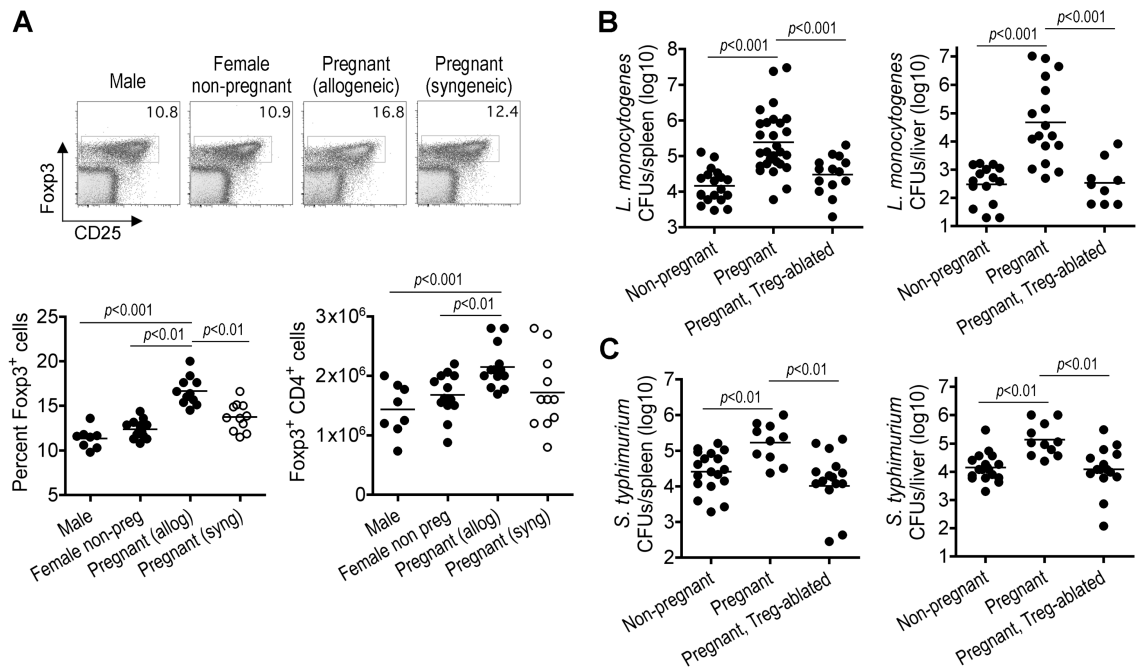 A
Male
Female
non-pregnant
Pregnant
(allogeneic)
Pregnant
(syngeneic)
10.8
10.9
16.8
12.4
Foxp3
CD25
Percent Foxp3+ cells
25
20
15
10
5
p<0.001
p<0.01
p<0.01
Male
Female non-preg
Pregnant (allog)
Pregnant (syng)
Foxp3+ CD4+ cells
3×10⁶
2×10⁶
1×10⁶
0
p<0.001
p<0.01
Male
Female non preg
Pregnant (allog)
Pregnant (syng)
B
L. monocytogenes
CFUs/spleen (log10)
8
7
6
5
4
3
p<0.001
p<0.001
Non-pregnant
Pregnant
Pregnant, Treg-ablated
L. monocytogenes
CFUs/liver (log10)
7
6
5
4
3
2
1
p<0.001
p<0.001
Non-pregnant
Pregnant
Pregnant, Treg-ablated
C
S. typhimurium
CFUs/spleen (log10)
7
6
5
4
3
2
p<0.01
p<0.01
Non-pregnant
Pregnant
Pregnant, Treg-ablated
S. typhimurium
CFUs/liver (log10)
7
6
5
4
3
2
1
p<0.01
p<0.01
Non-pregnant
Pregnant
Pregnant, Treg-ablated